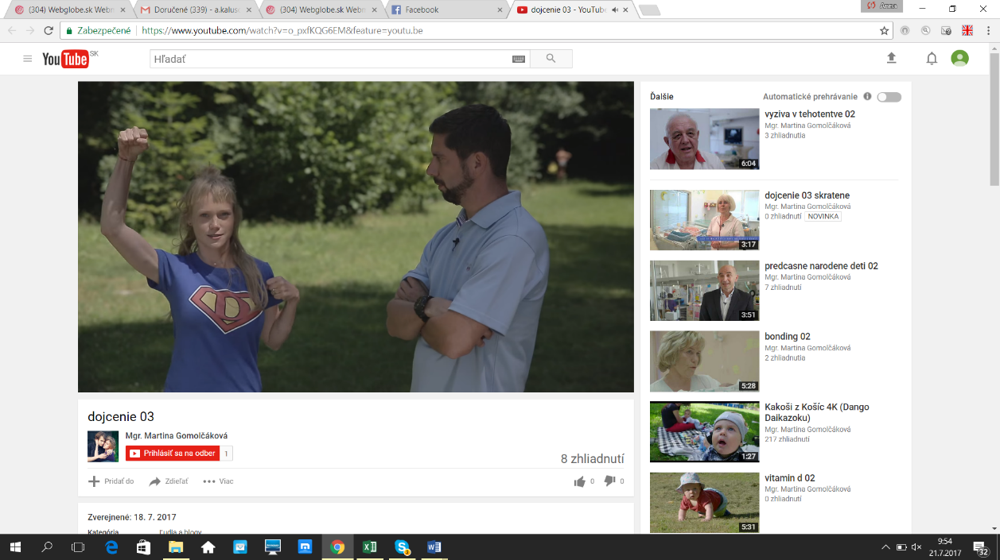 (304) Webglobe.sk Webm
Doručené (339) - a.kalus
(304) Webglobe.sk Webm
Facebook
dojcenie 03 - YouTube
Anna
Zabezpečené
https://www.youtube.com/watch?v=o_pxfKQG6EM&feature=youtu.be
YouTube SK
Hľadať
D
dojcenie 03
Mgr. Martina Gomolčáková
Prihlásiť sa na odber 1
8 zhliadnutí
Pridať do
Zdieľať
Viac
0
0
Zverejnené: 18. 7. 2017
Kategória
Ľudia a blogy
Ďalšie
Automatické prehrávanie
6:04
vyziva v tehotentve 02
Mgr. Martina Gomolčáková
3 zhliadnutia
3:17
dojcenie 03 skratene
Mgr. Martina Gomolčáková
0 zhliadnutí NOVINKA
3:51
predcasne narodene deti 02
Mgr. Martina Gomolčáková
7 zhliadnutí
5:28
bonding 02
Mgr. Martina Gomolčáková
2 zhliadnutia
1:27
Kakoši z Košíc 4K (Dango
Daikazoku)
Mgr. Martina Gomolčáková
217 zhliadnutí
5:31
vitamin d 02
Mgr. Martina Gomolčáková
0 zhliadnutí
9:54
21.7.2017
32